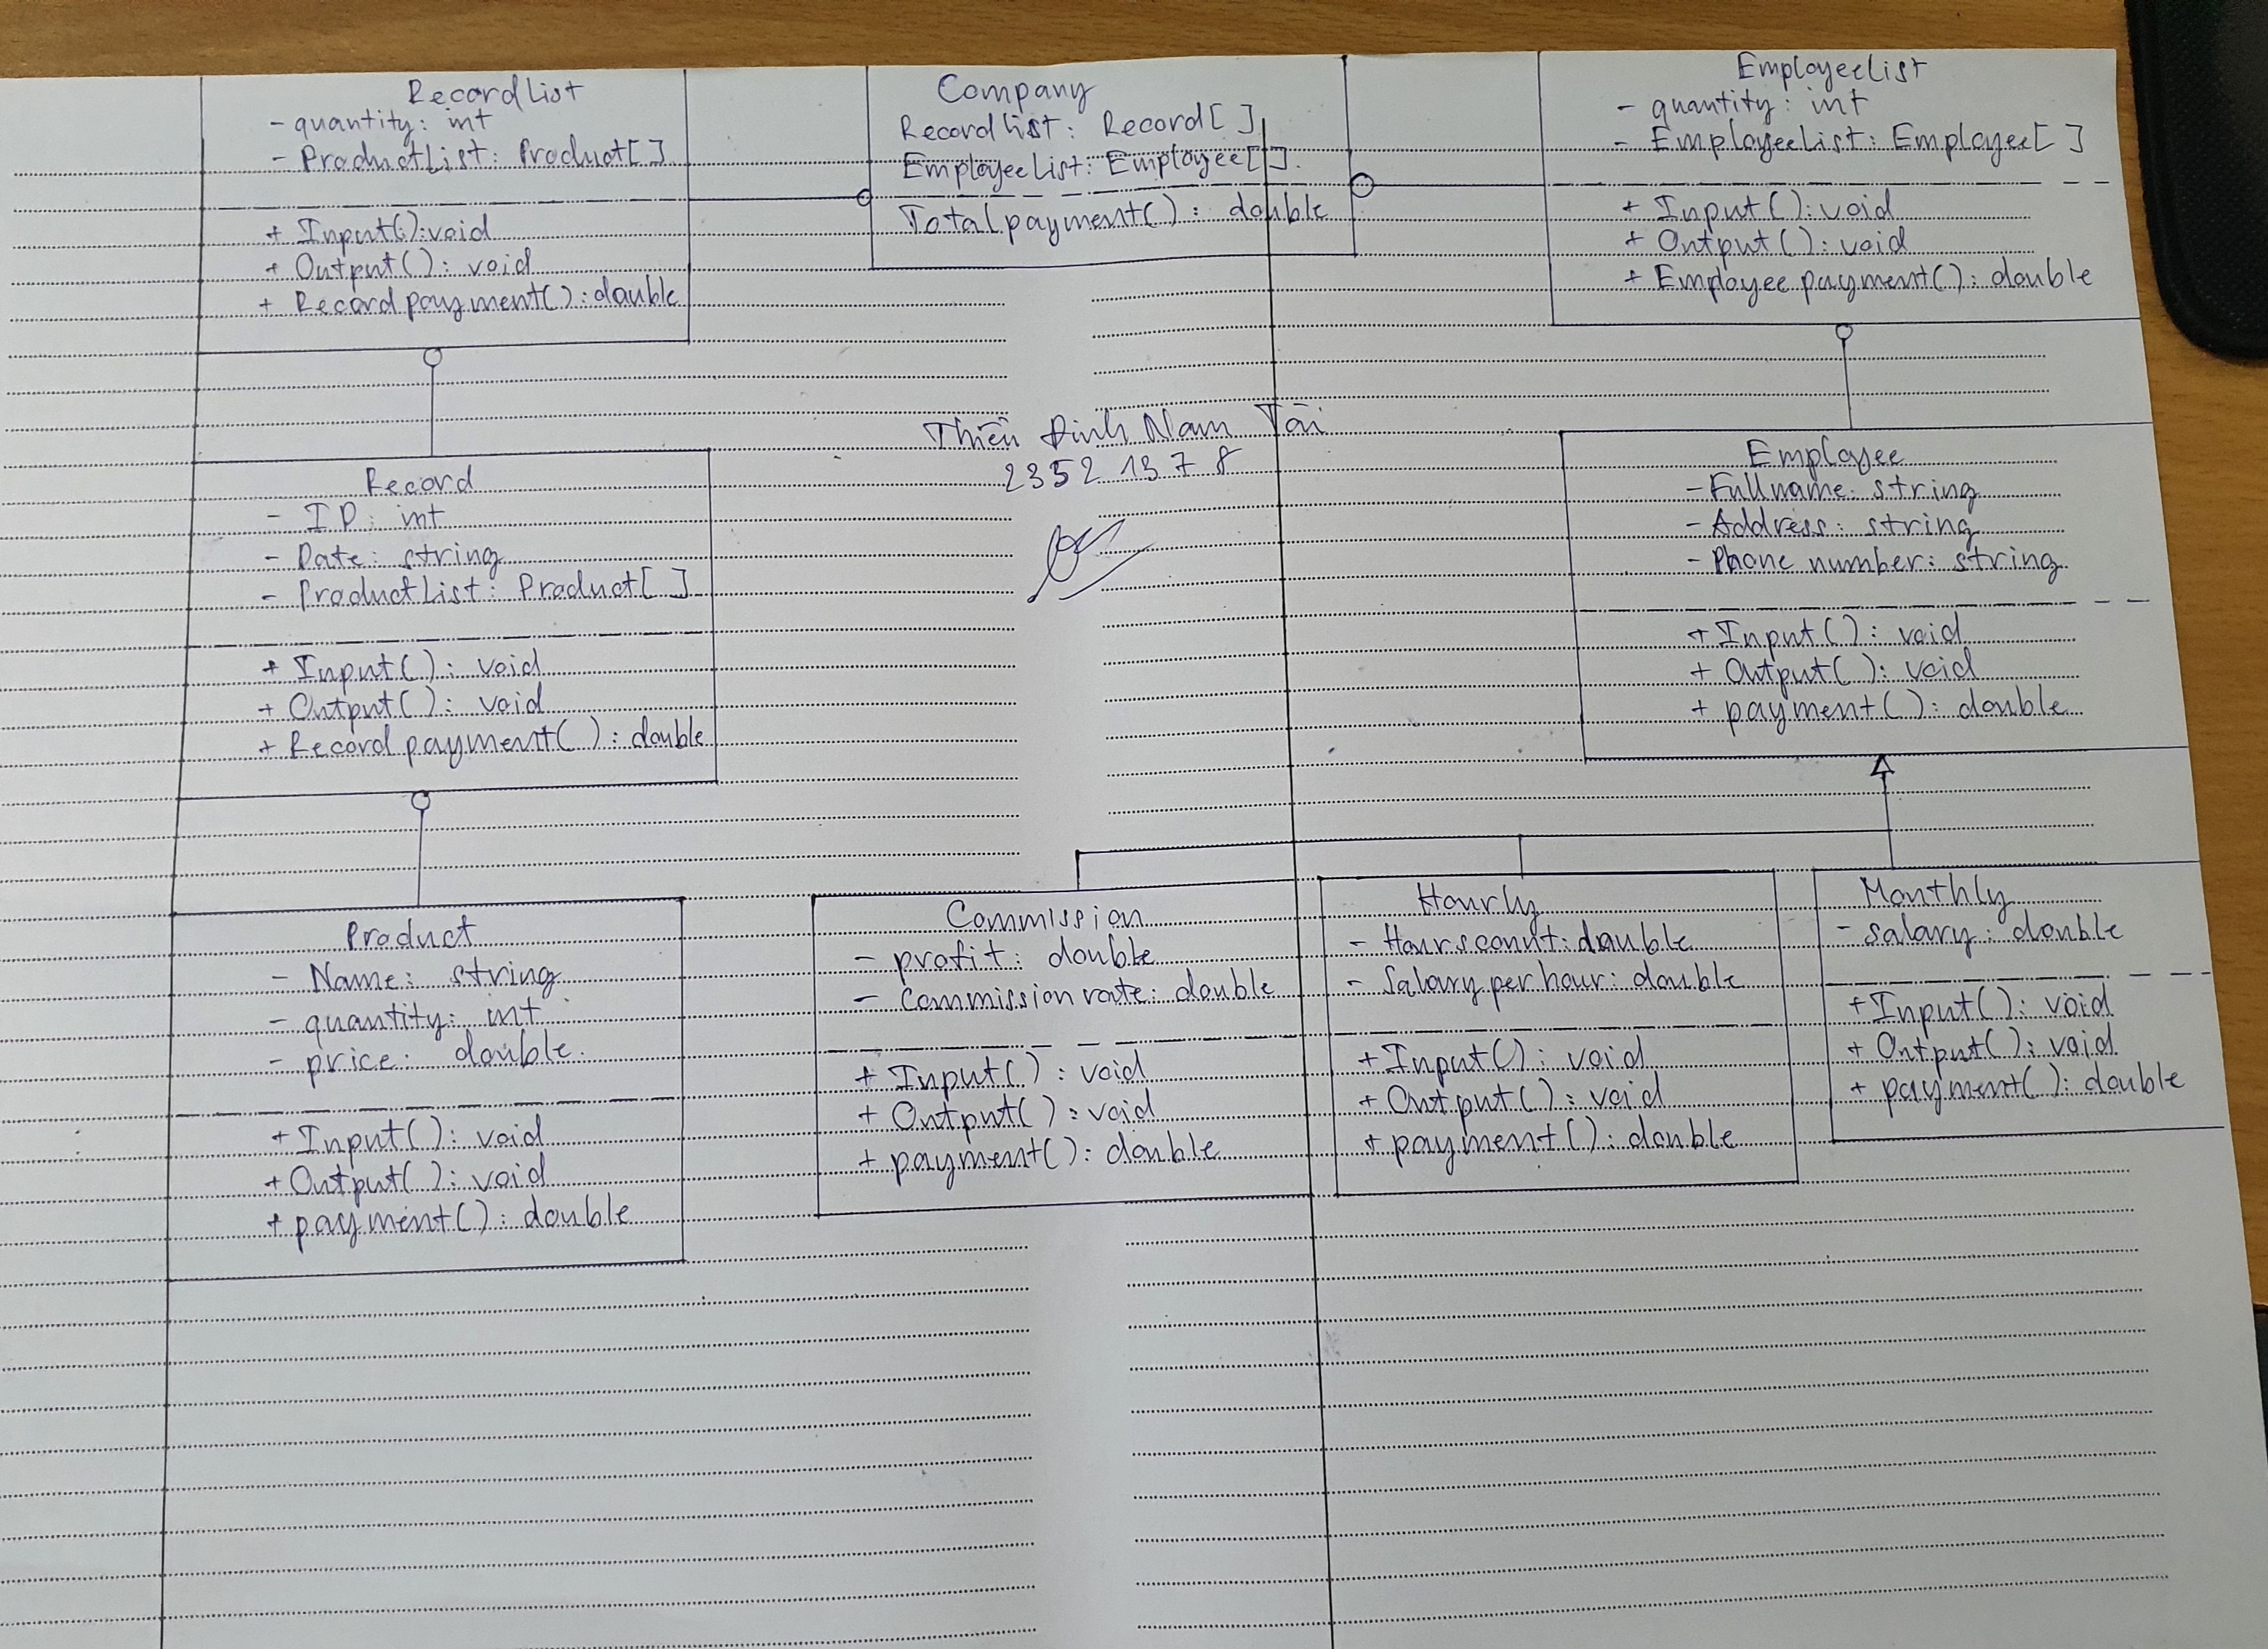 RecordList
- quantity: int
- ProductList: Product[]
+ Input(): void
+ Output(): void
+ Record payment(): double
Company
Recordlist: Record[]
EmployeeList: Employee[].
Total payment(): double
EmployeeList
- quantity: int
- EmployeeList: Employee[]
+ Input(): void
+ Output(): void
+ Employee payment(): double
Đinh Nam Tài
23521378
Record
- ID: int
- Date: string
- ProductList: Product[]
+ Input(): void
+ Output(): void
+ Record payment(): double
Employee
- Fullname: string
- Address: string
- Phone number: string
+ Input(): void
+ Output(): void
+ payment(): double
Product
- Name: string
- quantity: int
- price: double
+ Input(): void
+ Output(): void
+ payment(): double
Commission
- profit: double
- Commission rate: double
+ Input(): void
+ Output(): void
+ payment(): double
Hourly
- Hourscount: double
- Salary per hour: double
+ Input(): void
+ Output(): void
+ payment(): double
Monthly
- salary: double
+ Input(): void
+ Output(): void
+ payment(): double